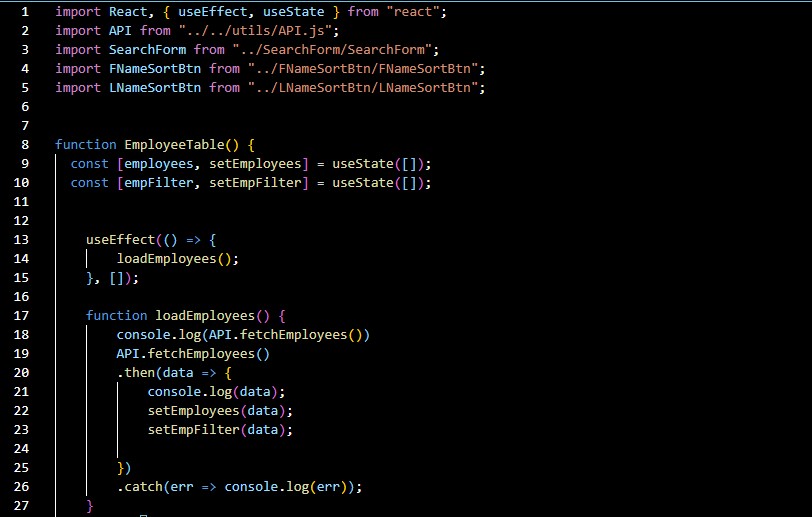 1 import React, { useEffect, useState } from "react";
2 import API from "../../utils/API.js";
3 import SearchForm from "../SearchForm/SearchForm";
4 import FNameSortBtn from "../FNameSortBtn/FNameSortBtn";
5 import LNameSortBtn from "../LNameSortBtn/LNameSortBtn";
6
7
8 function EmployeeTable() {
9 const [employees, setEmployees] = useState([]);
10 const [empFilter, setEmpFilter] = useState([]);
11
12
13 useEffect(() => {
14 loadEmployees();
15 }, []);
16
17 function loadEmployees() {
18 console.log(API.fetchEmployees())
19 API.fetchEmployees()
20 .then(data => {
21 console.log(data);
22 setEmployees(data);
23 setEmpFilter(data);
24
25 })
26 .catch(err => console.log(err));
27 }